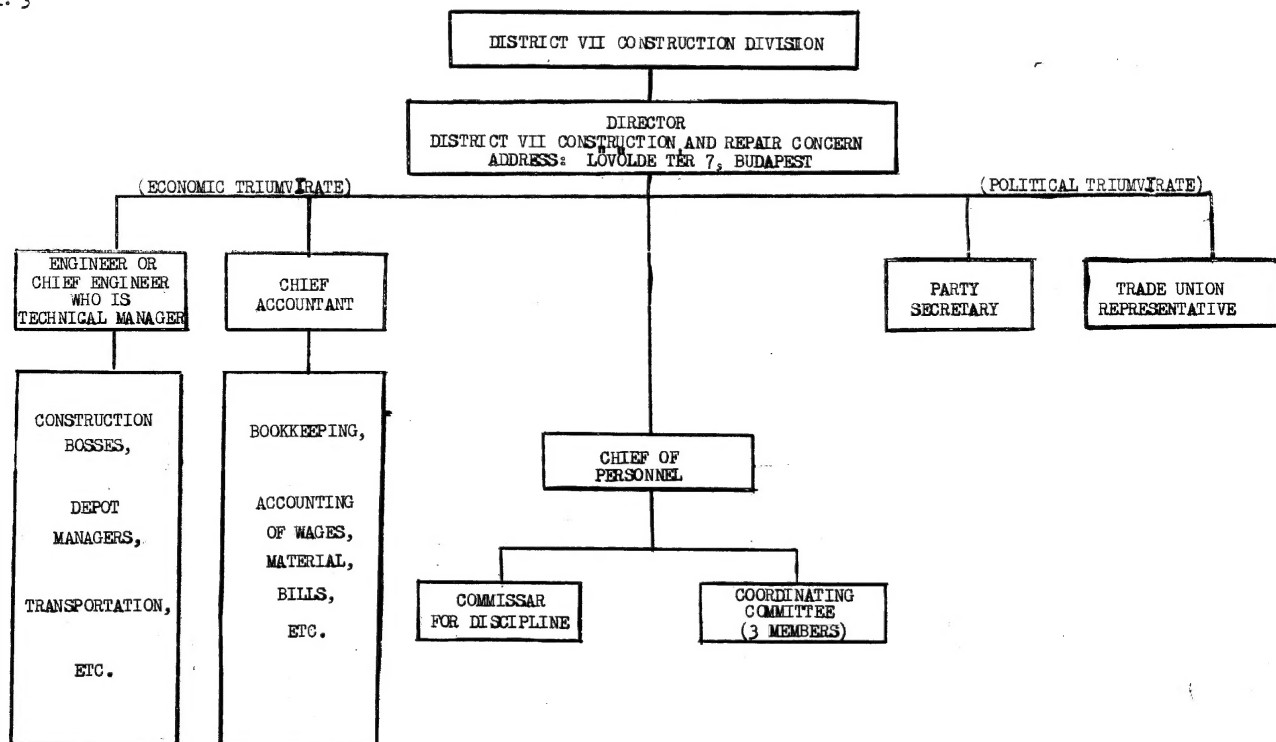 DISTRICT VII CONSTRUCTION DIVISION
DIRECTOR
DISTRICT VII CONSTRUCTION AND REPAIR CONCERN
ADDRESS: LÖVÖLDE TÉR 7, BUDAPEST
(ECONOMIC TRIUMVIRATE)
(POLITICAL TRIUMVIRATE)
ENGINEER OR
CHIEF ENGINEER
WHO IS
TECHNICAL MANAGER
CHIEF
ACCOUNTANT
PARTY
SECRETARY
TRADE UNION
REPRESENTATIVE
CONSTRUCTION
BOSSES,
DEPOT
MANAGERS,
TRANSPORTATION,
ETC.
BOOKKEEPING,
ACCOUNTING
OF WAGES,
MATERIAL,
BILLS,
ETC.
CHIEF OF
PERSONNEL
COMMISSAR
FOR DISCIPLINE
COORDINATING
COMMITTEE
(3 MEMBERS)